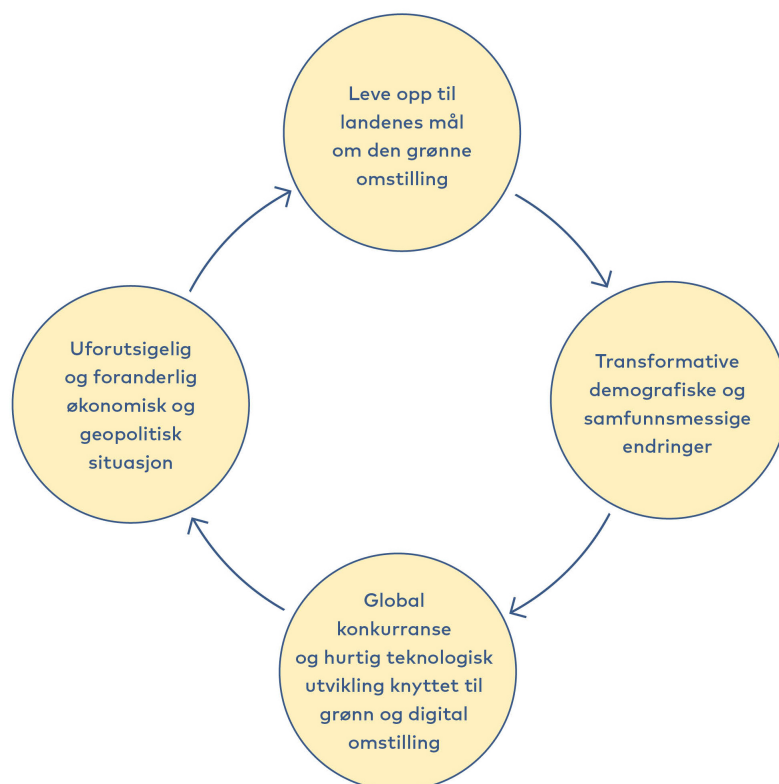 Leve opp til
landenes mål
om den grønne
omstilling
Transformative
demografiske og
samfunnsmessige
endringer
Global
konkurranse
og hurtig teknologisk
utvikling knyttet til
grønn og digital
omstilling
Uforutsigelig
og foranderlig
økonomisk og
geopolitisk
situasjon